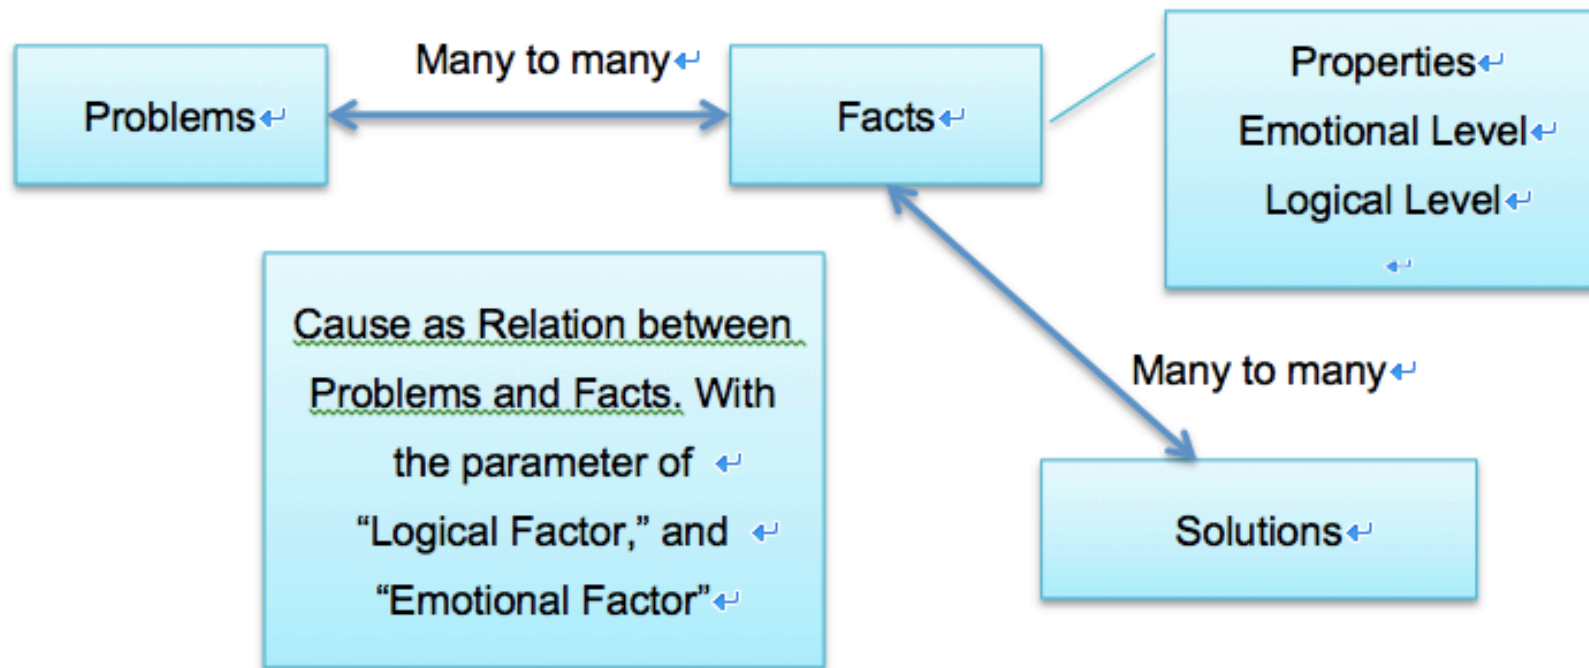 Many to many
Problems
Facts
Properties
Emotional Level
Logical Level
Cause as Relation between
Problems and Facts. With
the parameter of
“Logical Factor,” and
“Emotional Factor”
Many to many
Solutions